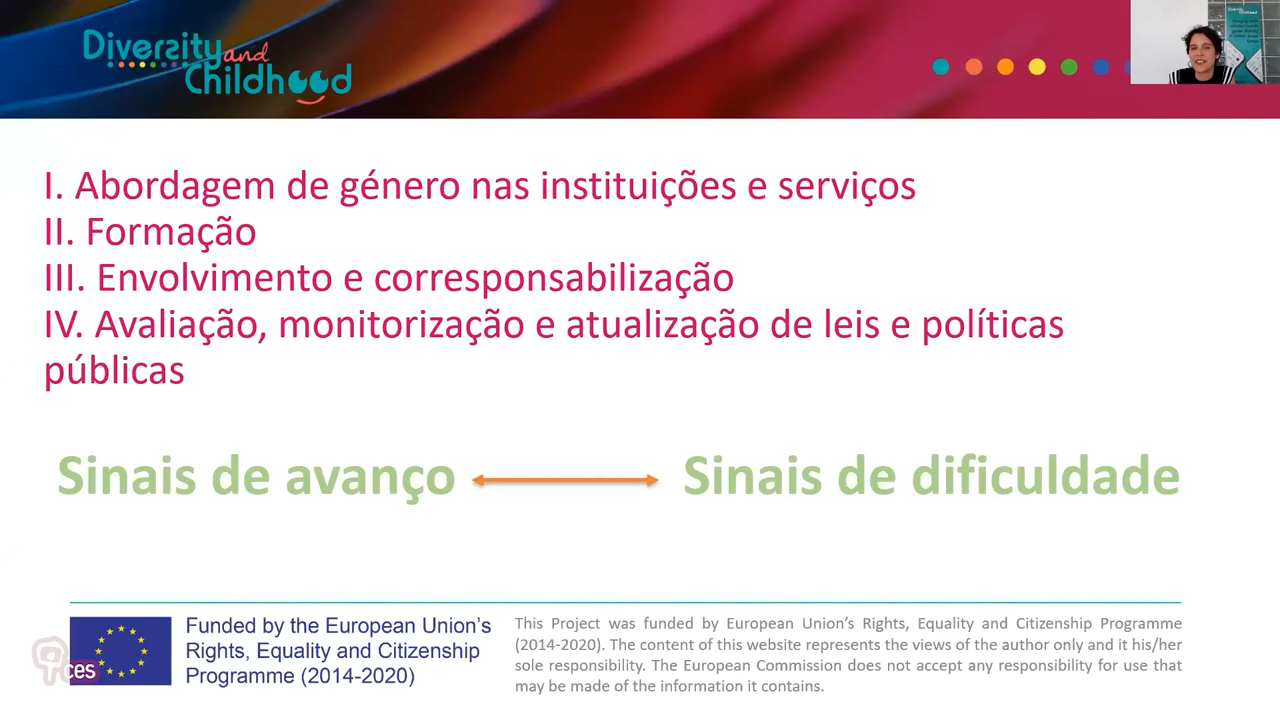 Diversity and
Childhood
I. Abordagem de género nas instituições e serviços
II. Formação
III. Envolvimento e corresponsabilização
IV. Avaliação, monitorização e atualização de leis e políticas
públicas
Sinais de avanço
Sinais de dificuldade
ces
Funded by the European Union’s
Rights, Equality and Citizenship
Programme (2014-2020)
This Project was funded by European Union’s Rights, Equality and Citizenship Programme
(2014-2020). The content of this website represents the views of the author only and it his/her
sole responsibility. The European Commission does not accept any responsibility for use that
may be made of the information it contains.